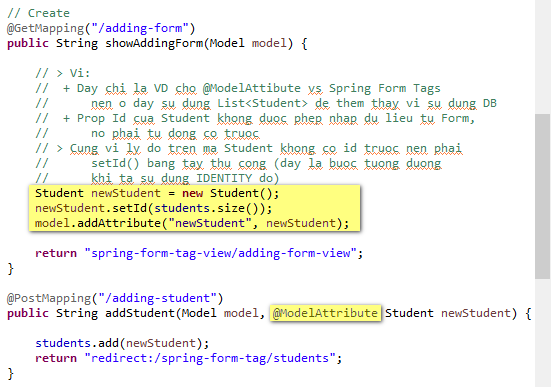 // Create
@GetMapping("/adding-form")
public String showAddingForm(Model model) {
// > Vi:
// + Day chi la VD cho @ModelAttibute vs Spring Form Tags
// nen o day su dung List<Student> de them thay vi su dung DB
// + Prop Id cua Student khong duoc phep nhap du lieu tu Form,
// no phai tu dong co truoc
// > Cung vi ly do tren ma Student khong co id truoc nen phai
// setId() bang tay thu cong (day la buoc tuong duong
// khi ta su dung IDENTITY do)
Student newStudent = new Student();
newStudent.setId(students.size());
model.addAttribute("newStudent", newStudent);
return "spring-form-tag-view/adding-form-view";
}
@PostMapping("/adding-student")
public String addStudent(Model model, @ModelAttribute Student newStudent) {
students.add(newStudent);
return "redirect:/spring-form-tag/students";
}